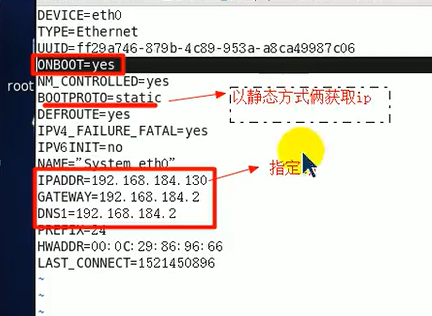 DEVICE=eth0
TYPE=Ethernet
UUID=ff29a746-879b-4c89-953a-a8ca49987c06
ONBOOT=yes
NM_CONTROLLED=yes
root
BOOTPROTO=static
以静态方式俩获取ip
DEFROUTE=yes
IPV4_FAILURE_FATAL=yes
IPV6INIT=no
NAME="System eth0"
指定
IPADDR=192.168.184.130
GATEWAY=192.168.184.2
DNS1=192.168.184.2
PREFIX=24
HWADDR=00:0C:29:86:96:66
LAST_CONNECT=1521450896
~
~
~